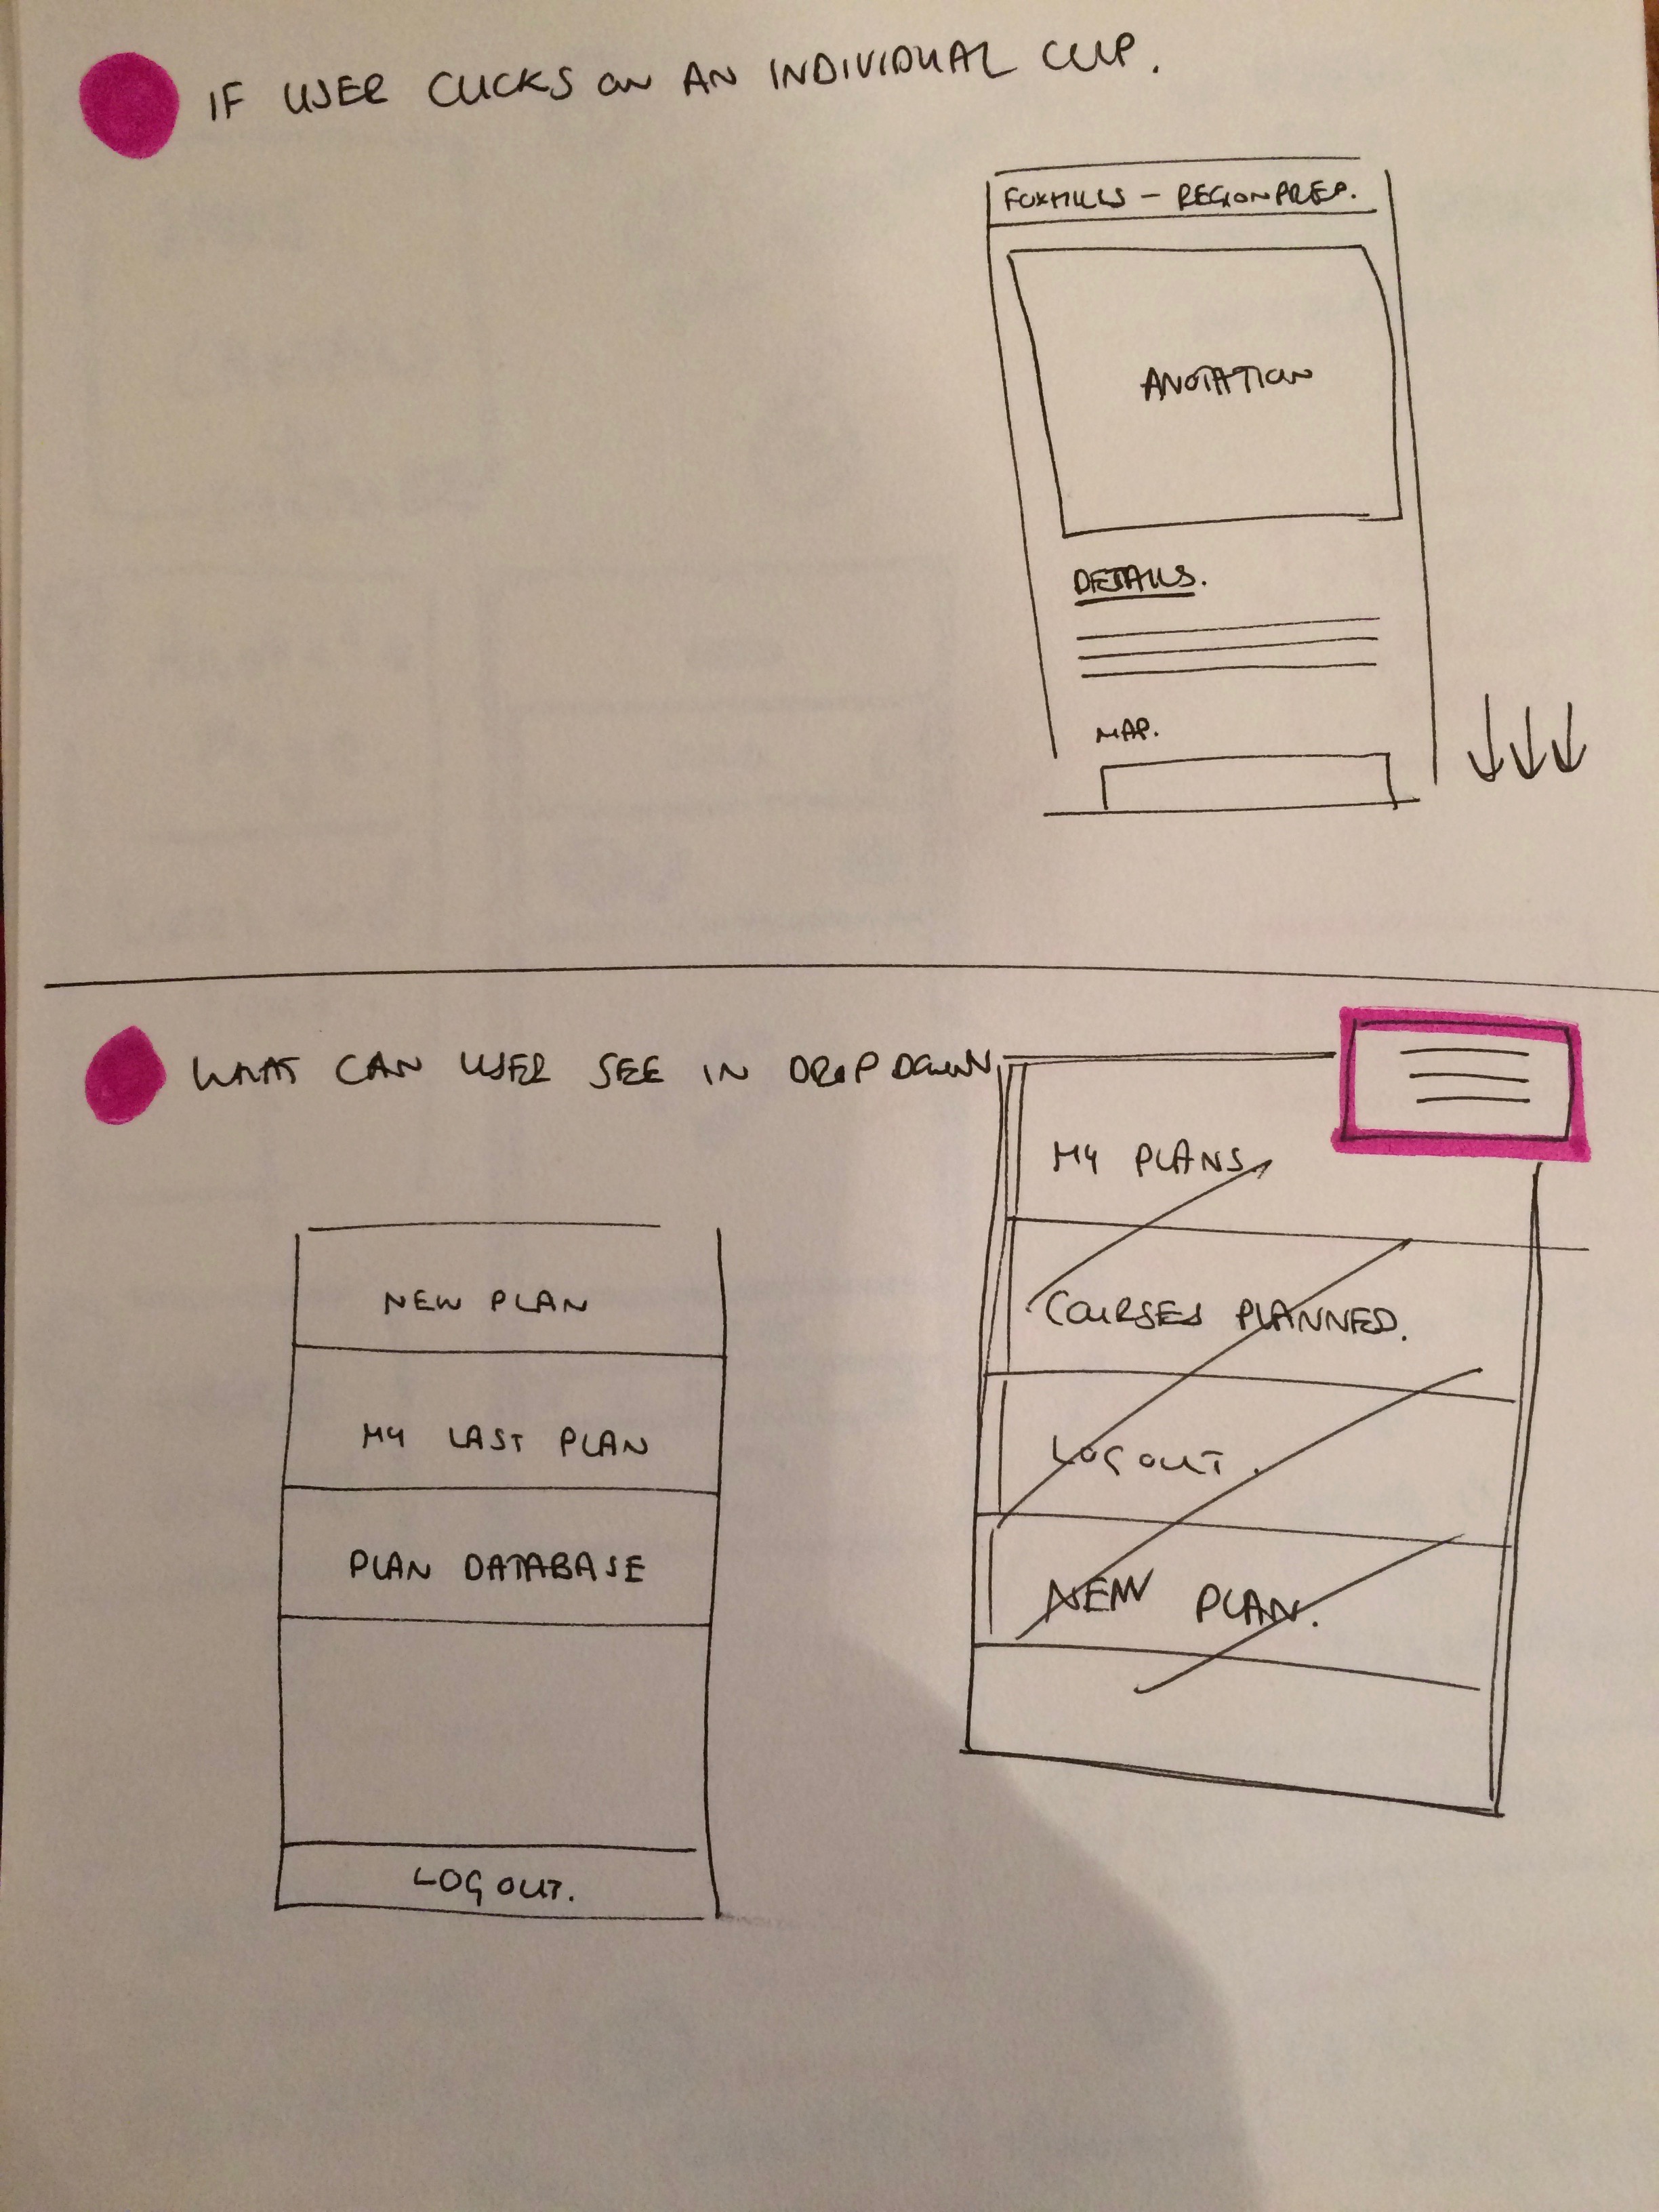 IF USER CLICKS ON AN INDIVIDUAL CLIP.
FOXHILLS - REGION PREP.
ANOTATION
DETAILS.
MAP.
WHAT CAN USER SEE IN DROP DOWN
MY PLANS
COURSES PLANNED.
LOG OUT.
NEW PLAN.
NEW PLAN
MY LAST PLAN
PLAN DATABASE
LOG OUT.